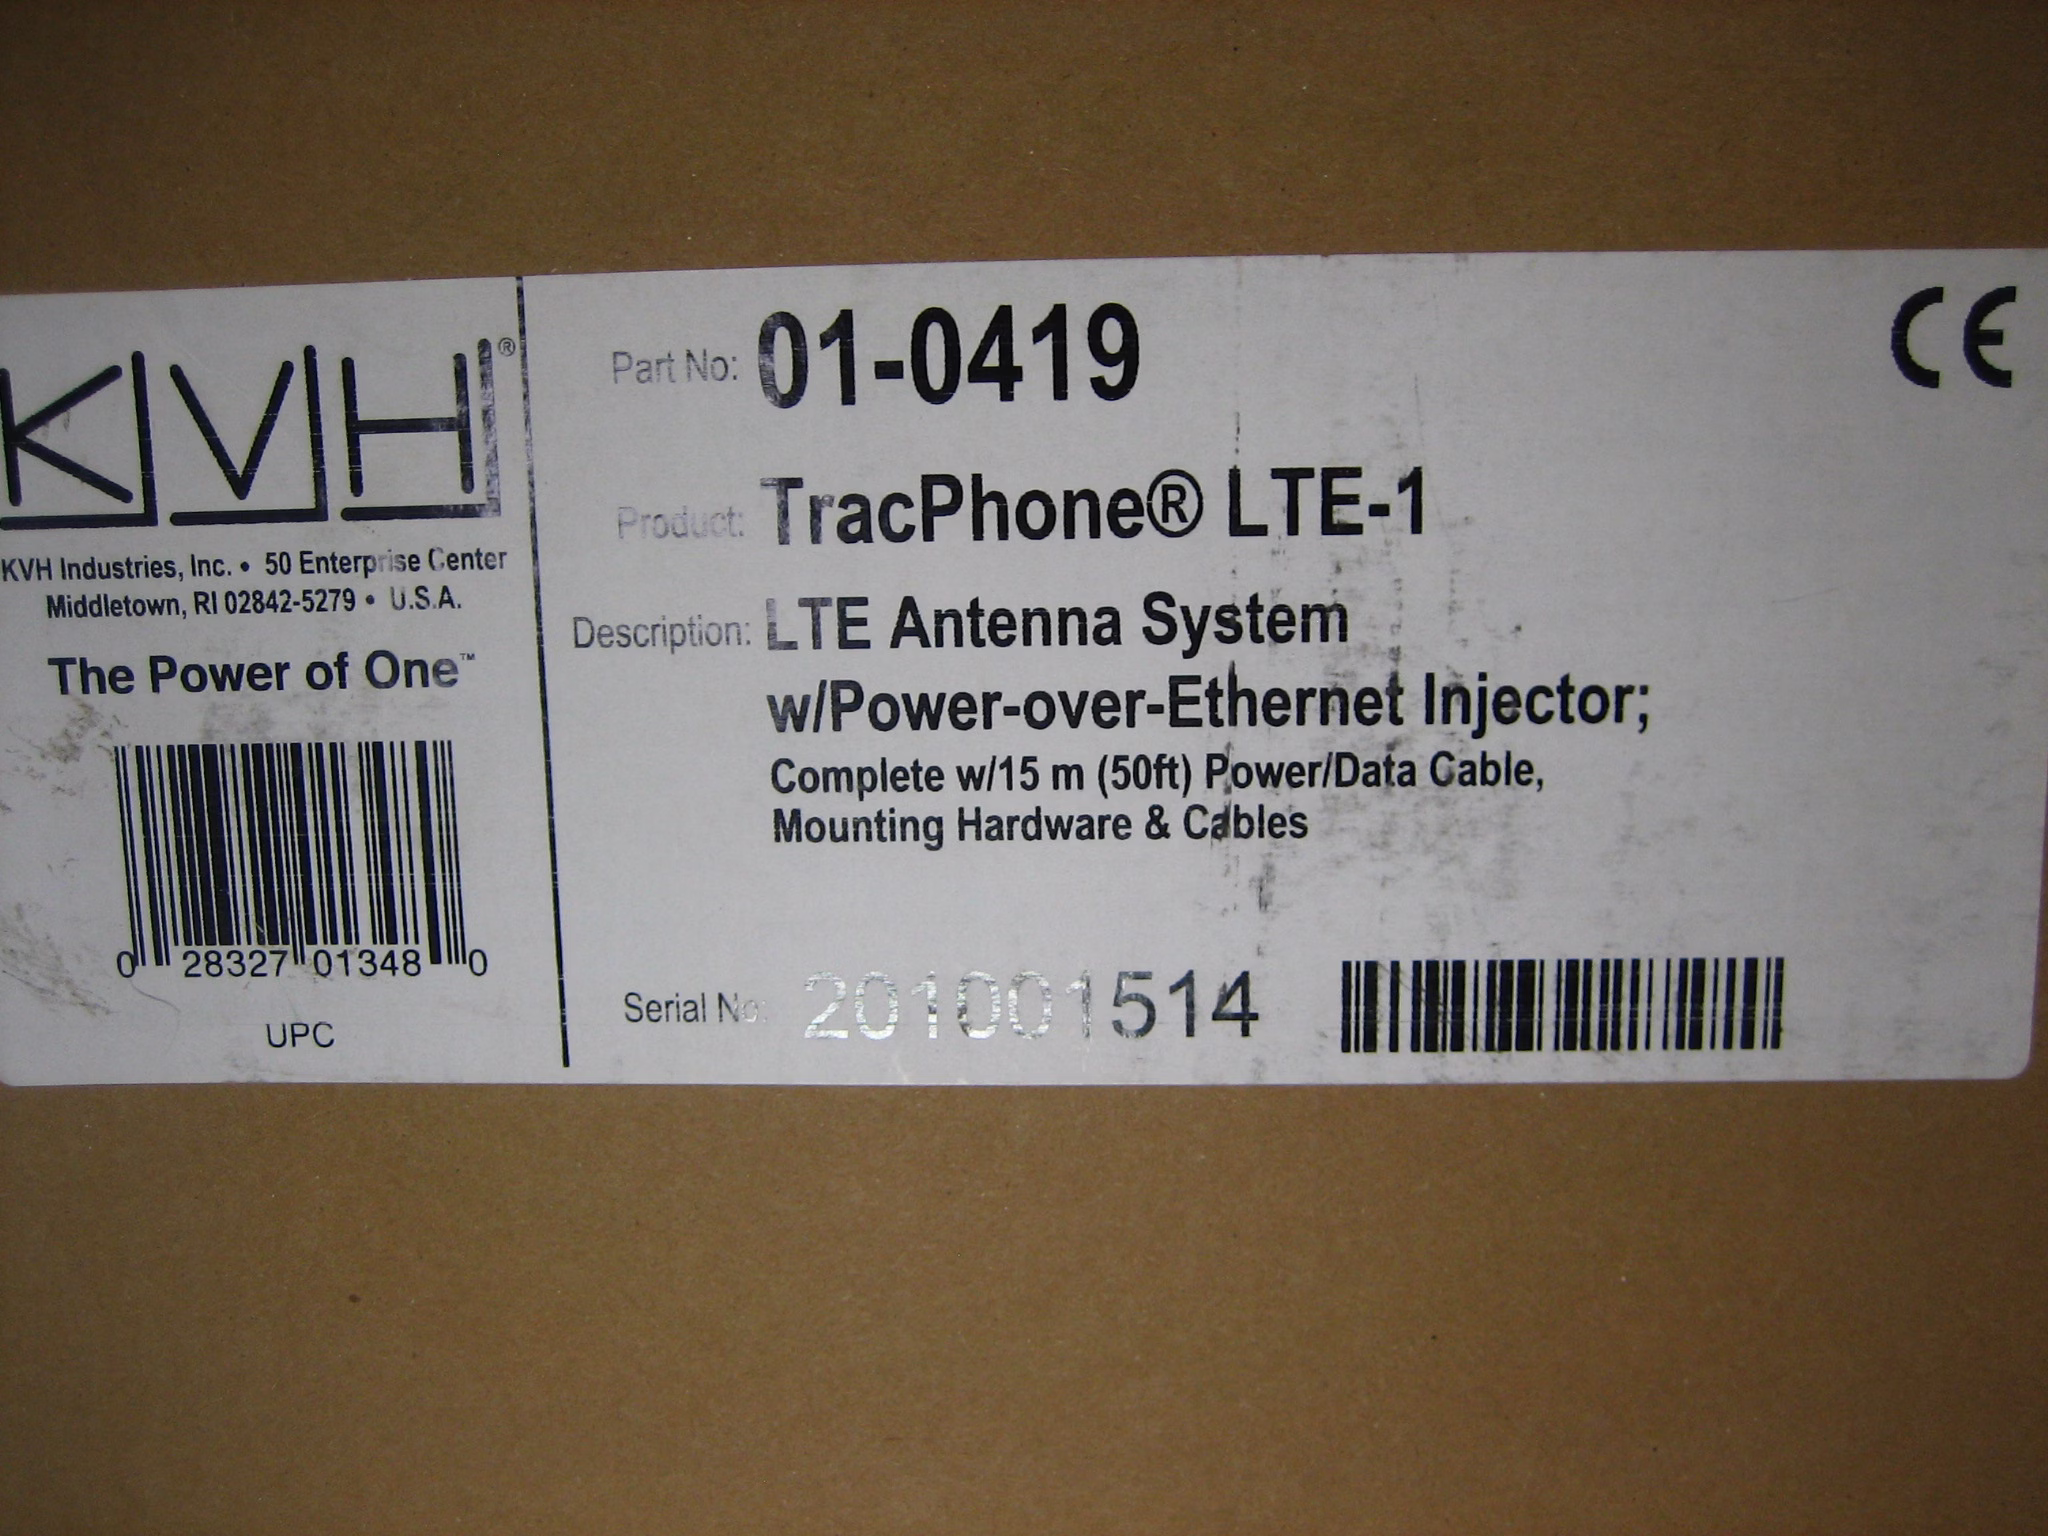 KVH®
KVH Industries, Inc. • 50 Enterprise Center
Middletown, RI 02842-5279 • U.S.A.
The Power of One™
0 28327 01348 0
UPC
Part No: 01-0419
CE
Product: TracPhone® LTE-1
Description: LTE Antenna System
w/Power-over-Ethernet Injector;
Complete w/15 m (50ft) Power/Data Cable,
Mounting Hardware & Cables
Serial No: 201001514